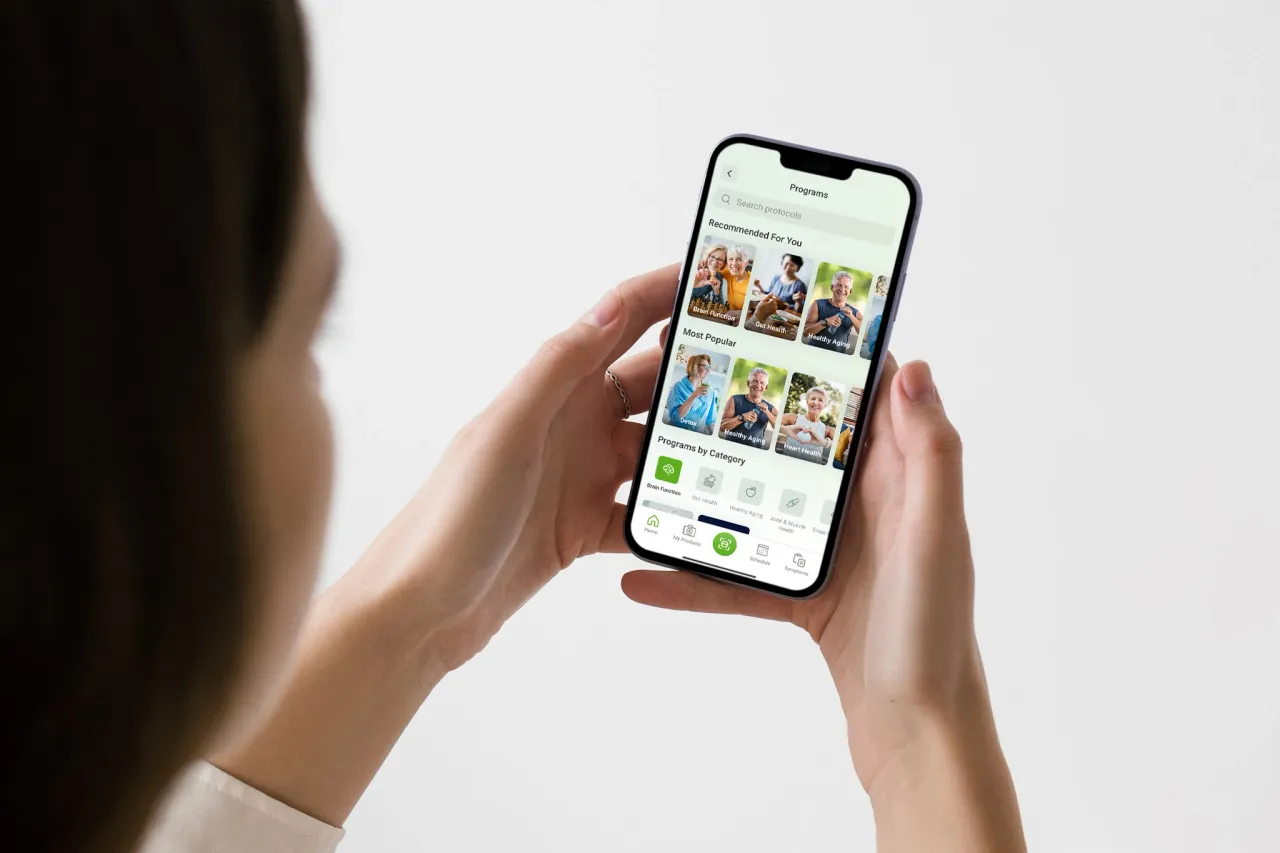 Programs
Search protocols
Recommended For You
Brain Function
Gut Health
Healthy Aging
Most Popular
Detox
Healthy Aging
Heart Health
Programs by Category
Brain Function
Gut Health
Healthy Aging
Joint & Muscle
Health
Home
My Products
Schedule
Symptoms